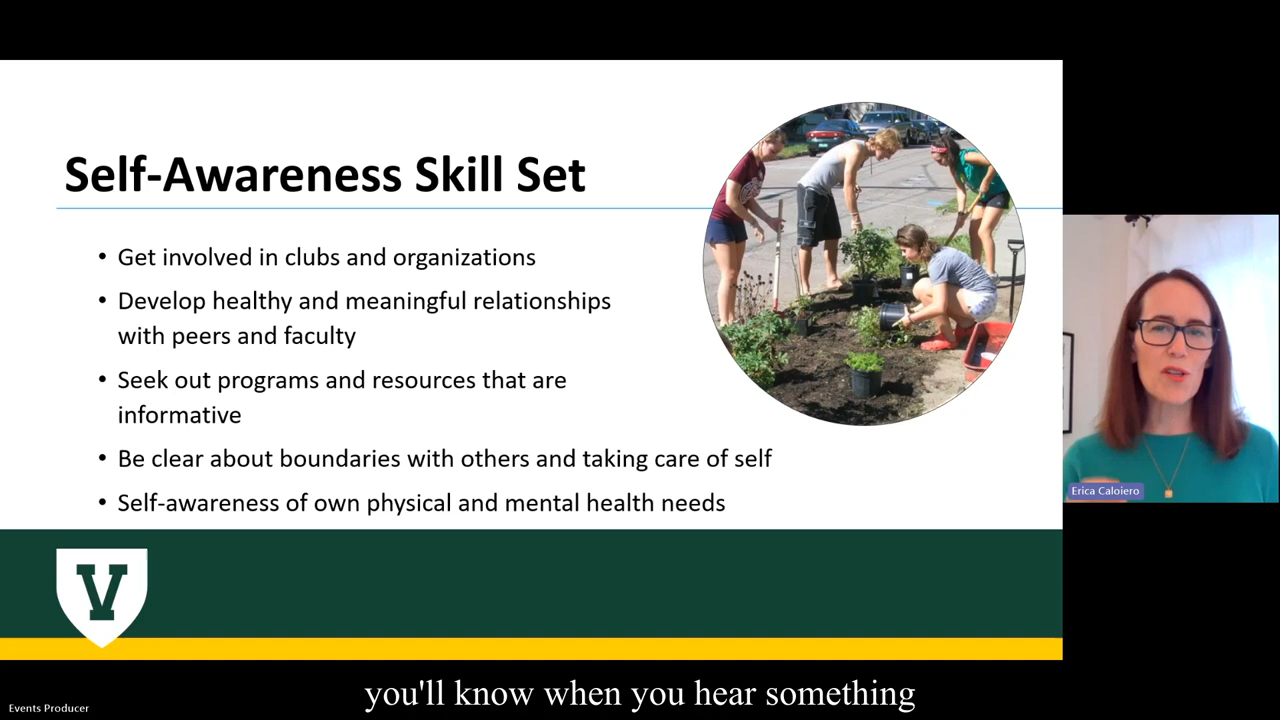 Self-Awareness Skill Set
• Get involved in clubs and organizations
• Develop healthy and meaningful relationships
with peers and faculty
• Seek out programs and resources that are
informative
• Be clear about boundaries with others and taking care of self
• Self-awareness of own physical and mental health needs
V
Erica Caloiero
you'll know when you hear something
Events Producer